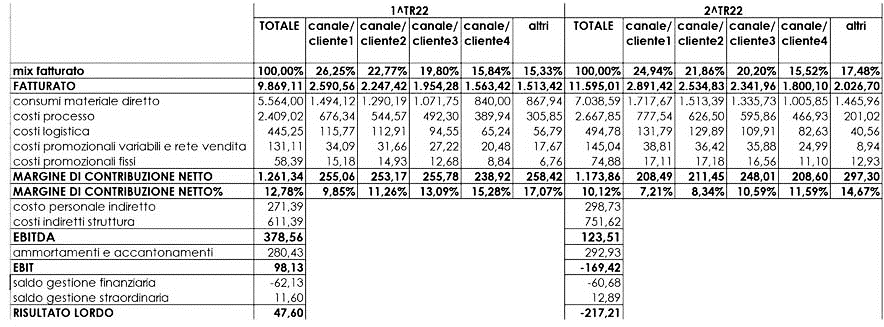 1^TR22 2^TR22
TOTALE canale/cliente1 canale/cliente2 canale/cliente3 canale/cliente4 altri TOTALE canale/cliente1 canale/cliente2 canale/cliente3 canale/cliente4 altri
mix fatturato 100,00% 26,25% 22,77% 19,80% 15,84% 15,33% 100,00% 24,94% 21,86% 20,20% 15,52% 17,48%
FATTURATO 9.869,11 2.590,56 2.247,42 1.954,28 1.563,42 1.513,42 11.595,01 2.891,42 2.534,83 2.341,96 1.800,10 2.026,70
consumi materiale diretto 5.564,00 1.494,12 1.290,19 1.071,75 840,00 867,94 7.038,59 1.717,67 1.513,39 1.335,73 1.005,85 1.465,96
costi processo 2.409,02 676,34 544,57 492,30 389,94 305,85 2.667,85 777,54 626,50 595,86 466,93 201,02
costi logistica 445,25 115,77 112,91 94,55 65,24 56,79 494,78 131,79 129,89 109,91 82,63 40,56
costi promozionali variabili e rete vendita 131,11 34,09 31,66 27,22 20,48 17,67 145,04 38,81 36,42 35,88 24,99 8,94
costi promozionali fissi 58,39 15,18 14,93 12,68 8,84 6,76 74,88 17,11 17,18 16,56 11,10 12,93
MARGINE DI CONTRIBUZIONE NETTO 1.261,34 255,06 253,17 255,78 238,92 258,42 1.173,86 208,49 211,45 248,01 208,60 297,30
MARGINE DI CONTRIBUZIONE NETTO% 12,78% 9,85% 11,26% 13,09% 15,28% 17,07% 10,12% 7,21% 8,34% 10,59% 11,59% 14,67%
costo personale indiretto 271,39 298,73
costi indiretti struttura 611,39 751,62
EBITDA 378,56 123,51
ammortamenti e accantonamenti 280,43 292,93
EBIT 98,13 -169,42
saldo gestione finanziaria -62,13 -60,68
saldo gestione straordinaria 11,60 12,89
RISULTATO LORDO 47,60 -217,21